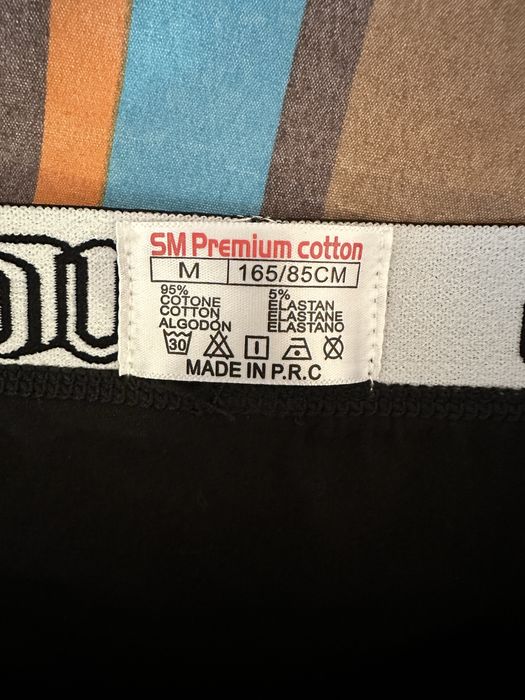 SM Premium cotton
M 165/85CM
95% 5%
COTONE ELASTAN
COTTON ELASTANE
ALGODÓN ELASTANO
30
MADE IN P.R.C